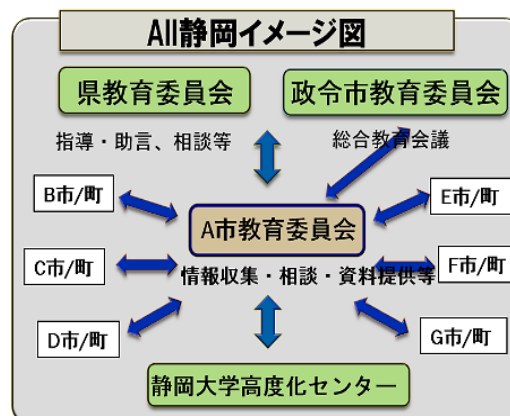 All静岡イメージ図
県教育委員会
政令市教育委員会
指導・助言、相談等
総合教育会議
B市/町
E市/町
A市教育委員会
C市/町
情報収集・相談・資料提供等
F市/町
D市/町
G市/町
静岡大学高度化センター